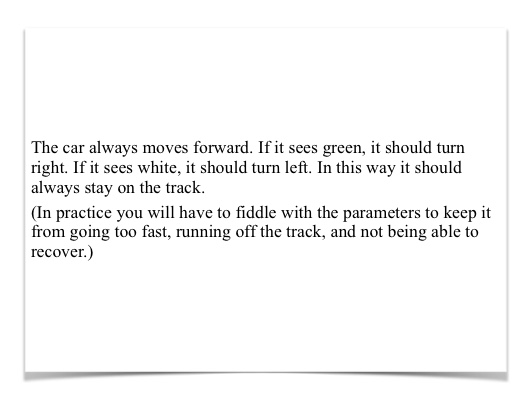 The car always moves forward. If it sees green, it should turn
right. If it sees white, it should turn left. In this way it should
always stay on the track.
(In practice you will have to fiddle with the parameters to keep it
from going too fast, running off the track, and not being able to
recover.)